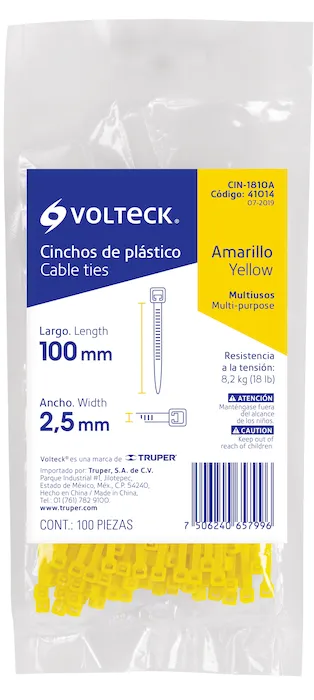 CIN-1810A
Código: 41014
07-2019
VOLTECK®
Cinchos de plástico
Cable ties
Amarillo
Yellow
Multiusos
Multi-purpose
Largo. Length
100 mm
Resistencia
a la tensión:
8,2 kg (18 lb)
Ancho. Width
2,5 mm
ATENCIÓN
Manténgase fuera
del alcance
de los niños.
CAUTION
Keep out of
reach of children
Volteck® es una marca de TRUPER®
Importado por: Truper, S.A. de C.V.
Parque Industrial #1, Jilotepec,
Estado de México, Méx., C.P. 54240,
Hecho en China / Made in China,
Tel.: 01 (761) 782 9100.
www.truper.com
CONT.: 100 PIEZAS
7 506240 657996